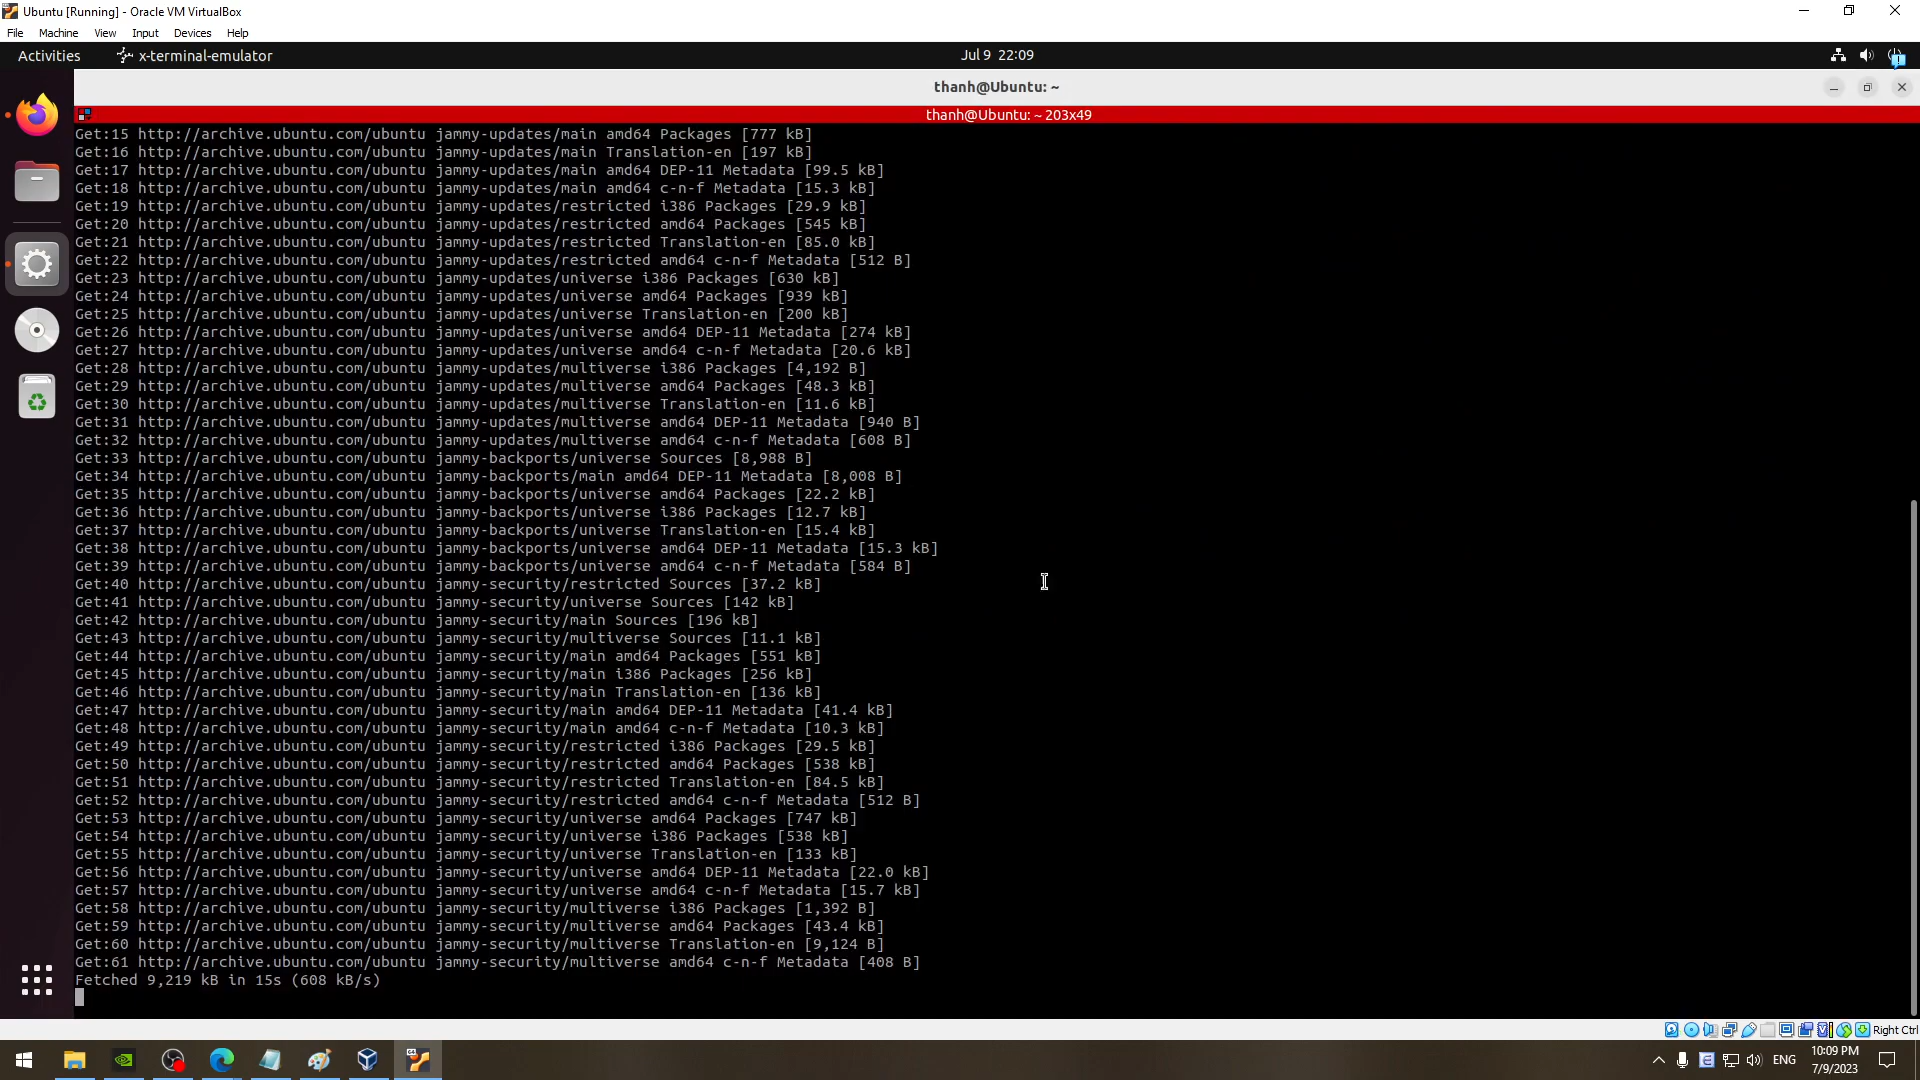 Ubuntu [Running] - Oracle VM VirtualBox
File Machine View Input Devices Help
Activities x-terminal-emulator Jul 9 22:09
thanh@Ubuntu: ~
thanh@Ubuntu: ~ 203x49
Get:15 http://archive.ubuntu.com/ubuntu jammy-updates/main amd64 Packages [777 kB]
Get:16 http://archive.ubuntu.com/ubuntu jammy-updates/main Translation-en [197 kB]
Get:17 http://archive.ubuntu.com/ubuntu jammy-updates/main amd64 DEP-11 Metadata [99.5 kB]
Get:18 http://archive.ubuntu.com/ubuntu jammy-updates/main amd64 c-n-f Metadata [15.3 kB]
Get:19 http://archive.ubuntu.com/ubuntu jammy-updates/restricted i386 Packages [29.9 kB]
Get:20 http://archive.ubuntu.com/ubuntu jammy-updates/restricted amd64 Packages [545 kB]
Get:21 http://archive.ubuntu.com/ubuntu jammy-updates/restricted Translation-en [85.0 kB]
Get:22 http://archive.ubuntu.com/ubuntu jammy-updates/restricted amd64 c-n-f Metadata [512 B]
Get:23 http://archive.ubuntu.com/ubuntu jammy-updates/universe i386 Packages [630 kB]
Get:24 http://archive.ubuntu.com/ubuntu jammy-updates/universe amd64 Packages [939 kB]
Get:25 http://archive.ubuntu.com/ubuntu jammy-updates/universe Translation-en [200 kB]
Get:26 http://archive.ubuntu.com/ubuntu jammy-updates/universe amd64 DEP-11 Metadata [274 kB]
Get:27 http://archive.ubuntu.com/ubuntu jammy-updates/universe amd64 c-n-f Metadata [20.6 kB]
Get:28 http://archive.ubuntu.com/ubuntu jammy-updates/multiverse i386 Packages [4,192 B]
Get:29 http://archive.ubuntu.com/ubuntu jammy-updates/multiverse amd64 Packages [48.3 kB]
Get:30 http://archive.ubuntu.com/ubuntu jammy-updates/multiverse Translation-en [11.6 kB]
Get:31 http://archive.ubuntu.com/ubuntu jammy-updates/multiverse amd64 DEP-11 Metadata [940 B]
Get:32 http://archive.ubuntu.com/ubuntu jammy-updates/multiverse amd64 c-n-f Metadata [608 B]
Get:33 http://archive.ubuntu.com/ubuntu jammy-backports/universe Sources [8,988 B]
Get:34 http://archive.ubuntu.com/ubuntu jammy-backports/main amd64 DEP-11 Metadata [8,008 B]
Get:35 http://archive.ubuntu.com/ubuntu jammy-backports/universe amd64 Packages [22.2 kB]
Get:36 http://archive.ubuntu.com/ubuntu jammy-backports/universe i386 Packages [12.7 kB]
Get:37 http://archive.ubuntu.com/ubuntu jammy-backports/universe Translation-en [15.4 kB]
Get:38 http://archive.ubuntu.com/ubuntu jammy-backports/universe amd64 DEP-11 Metadata [15.3 kB]
Get:39 http://archive.ubuntu.com/ubuntu jammy-backports/universe amd64 c-n-f Metadata [584 B]
Get:40 http://archive.ubuntu.com/ubuntu jammy-security/restricted Sources [37.2 kB]
Get:41 http://archive.ubuntu.com/ubuntu jammy-security/universe Sources [142 kB]
Get:42 http://archive.ubuntu.com/ubuntu jammy-security/main Sources [196 kB]
Get:43 http://archive.ubuntu.com/ubuntu jammy-security/multiverse Sources [11.1 kB]
Get:44 http://archive.ubuntu.com/ubuntu jammy-security/main amd64 Packages [551 kB]
Get:45 http://archive.ubuntu.com/ubuntu jammy-security/main i386 Packages [256 kB]
Get:46 http://archive.ubuntu.com/ubuntu jammy-security/main Translation-en [136 kB]
Get:47 http://archive.ubuntu.com/ubuntu jammy-security/main amd64 DEP-11 Metadata [41.4 kB]
Get:48 http://archive.ubuntu.com/ubuntu jammy-security/main amd64 c-n-f Metadata [10.3 kB]
Get:49 http://archive.ubuntu.com/ubuntu jammy-security/restricted i386 Packages [29.5 kB]
Get:50 http://archive.ubuntu.com/ubuntu jammy-security/restricted amd64 Packages [538 kB]
Get:51 http://archive.ubuntu.com/ubuntu jammy-security/restricted Translation-en [84.5 kB]
Get:52 http://archive.ubuntu.com/ubuntu jammy-security/restricted amd64 c-n-f Metadata [512 B]
Get:53 http://archive.ubuntu.com/ubuntu jammy-security/universe amd64 Packages [747 kB]
Get:54 http://archive.ubuntu.com/ubuntu jammy-security/universe i386 Packages [538 kB]
Get:55 http://archive.ubuntu.com/ubuntu jammy-security/universe Translation-en [133 kB]
Get:56 http://archive.ubuntu.com/ubuntu jammy-security/universe amd64 DEP-11 Metadata [22.0 kB]
Get:57 http://archive.ubuntu.com/ubuntu jammy-security/universe amd64 c-n-f Metadata [15.7 kB]
Get:58 http://archive.ubuntu.com/ubuntu jammy-security/multiverse i386 Packages [1,392 B]
Get:59 http://archive.ubuntu.com/ubuntu jammy-security/multiverse amd64 Packages [43.4 kB]
Get:60 http://archive.ubuntu.com/ubuntu jammy-security/multiverse Translation-en [9,124 B]
Get:61 http://archive.ubuntu.com/ubuntu jammy-security/multiverse amd64 c-n-f Metadata [408 B]
Fetched 9,219 kB in 15s (608 kB/s)
Right Ctrl
ENG
10:09 PM
7/9/2023